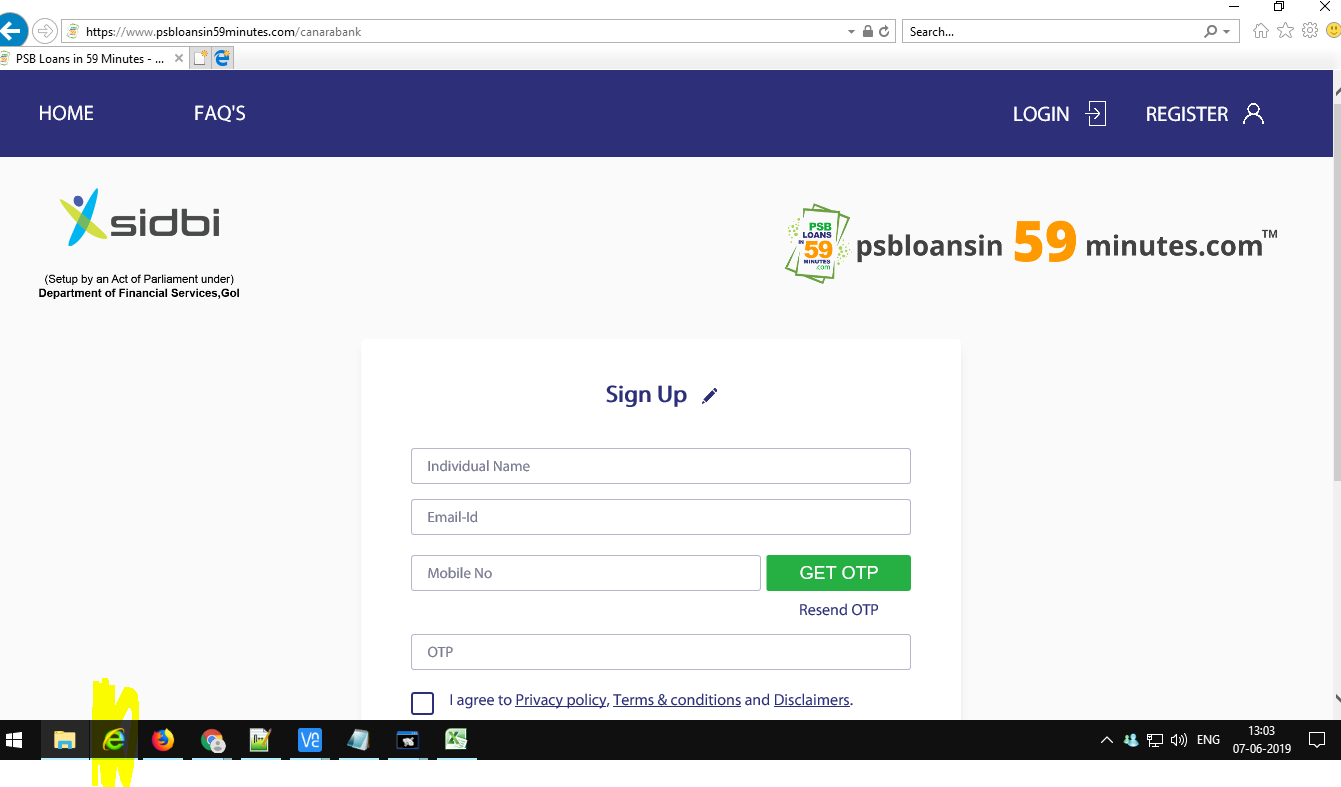 https://www.psbloansin59minutes.com/canarabank
Search...
PSB Loans in 59 Minutes - ...
HOME FAQ'S LOGIN REGISTER
sidbi
(Setup by an Act of Parliament under)
Department of Financial Services,GoI
PSB
LOANS
IN
59
MINUTES
.com
psbloansin 59 minutes.com™
Sign Up
Individual Name
Email-Id
Mobile No GET OTP
Resend OTP
OTP
I agree to Privacy policy, Terms & conditions and Disclaimers.
V2
ENG
13:03
07-06-2019